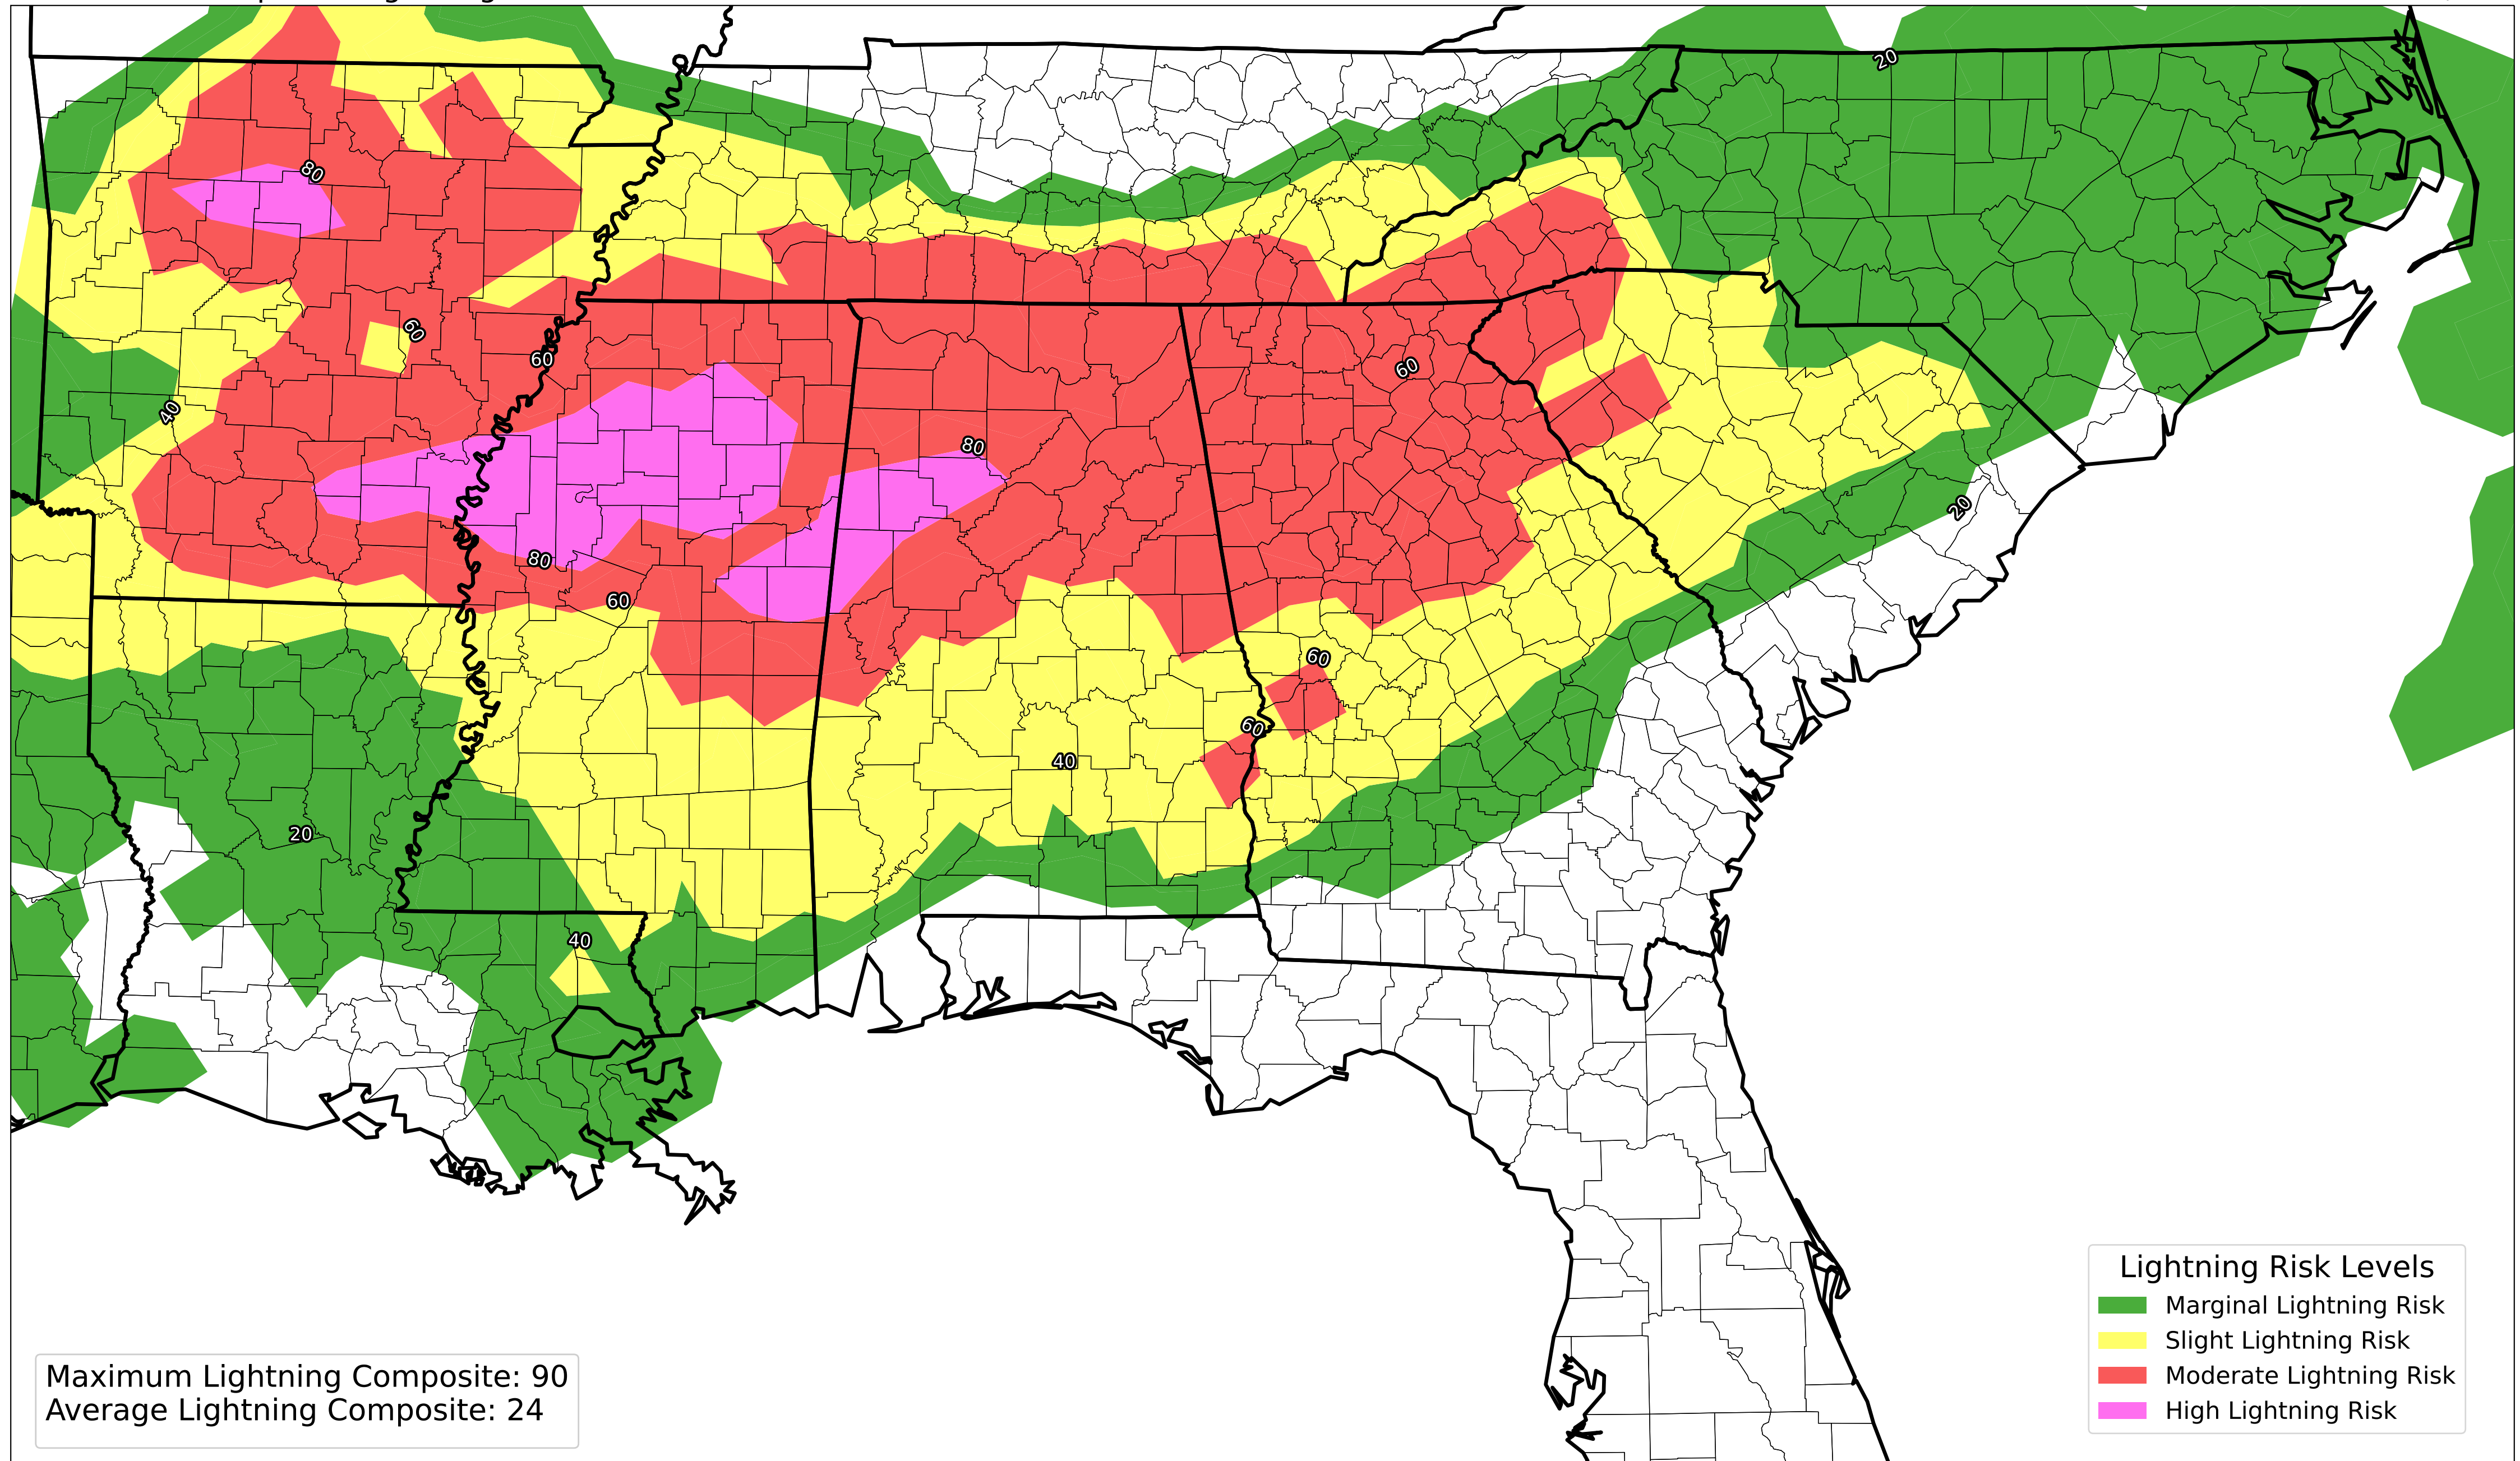 20
80
60
60
60
80
40
20
80
60
60
60
40
20
40
Lightning Risk Levels
Marginal Lightning Risk
Slight Lightning Risk
Moderate Lightning Risk
High Lightning Risk
Maximum Lightning Composite: 90
Average Lightning Composite: 24